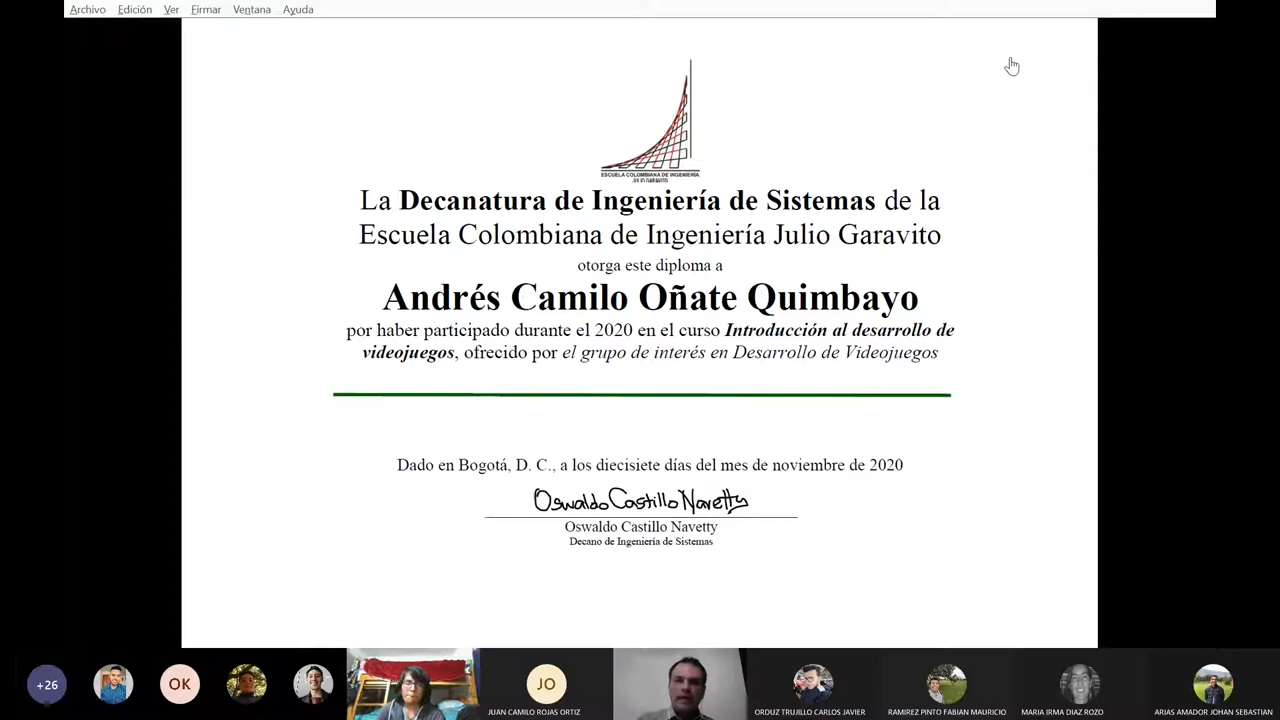 Archivo Edición Ver Firmar Ventana Ayuda
ESCUELA COLOMBIANA DE INGENIERÍA
JULIO GARAVITO
La Decanatura de Ingeniería de Sistemas de la
Escuela Colombiana de Ingeniería Julio Garavito
otorga este diploma a
Andrés Camilo Oñate Quimbayo
por haber participado durante el 2020 en el curso Introducción al desarrollo de
videojuegos, ofrecido por el grupo de interés en Desarrollo de Videojuegos
Dado en Bogotá, D. C., a los diecisiete días del mes de noviembre de 2020
Oswaldo Castillo Navetty
Oswaldo Castillo Navetty
Decano de Ingeniería de Sistemas
+26 OK JO
JUAN CAMILO ROJAS ORTIZ ORDUZ TRUJILLO CARLOS JAVIER RAMIREZ PINTO FABIAN MAURICIO MARIA IRMA DIAZ ROZO ARIAS AMADOR JOHAN SEBASTIAN